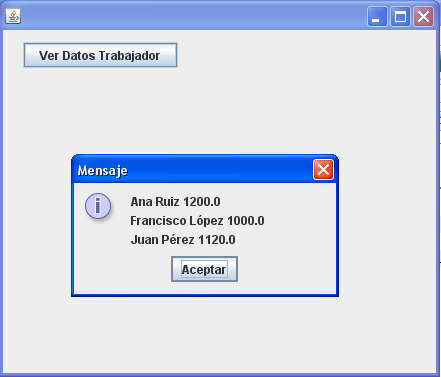 Ver Datos Trabajador
Mensaje
Ana Ruiz 1200.0
Francisco López 1000.0
Juan Pérez 1120.0
Aceptar